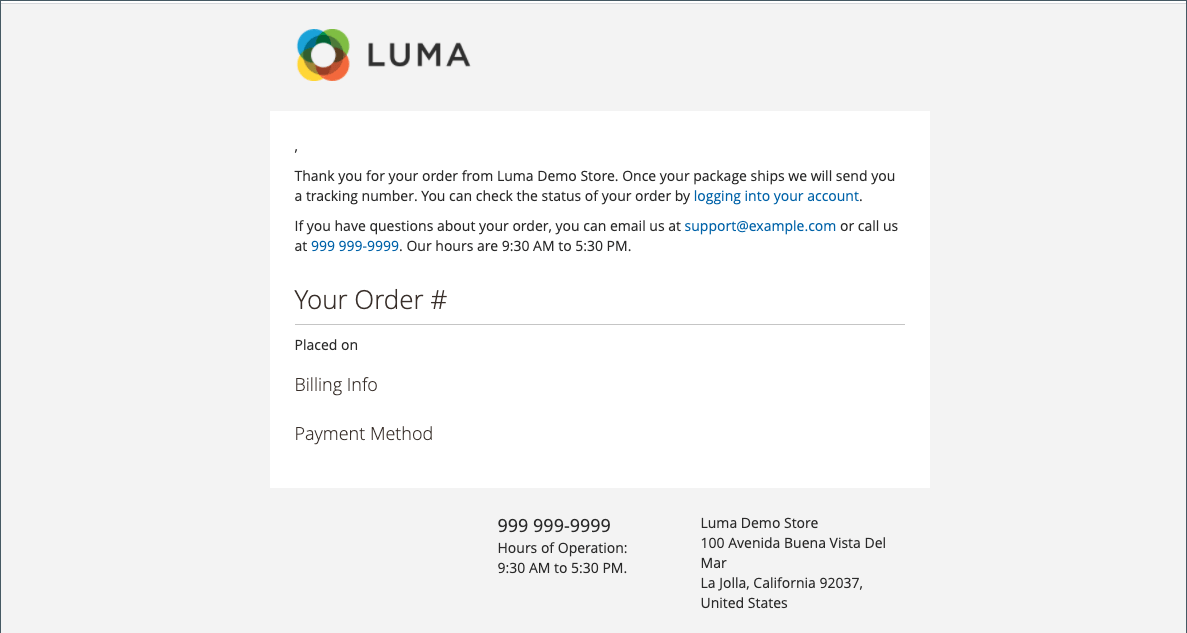 LUMA
,
Thank you for your order from Luma Demo Store. Once your package ships we will send you
a tracking number. You can check the status of your order by logging into your account.
If you have questions about your order, you can email us at support@example.com or call us
at 999 999-9999. Our hours are 9:30 AM to 5:30 PM.
Your Order #
Placed on
Billing Info
Payment Method
999 999-9999
Hours of Operation:
9:30 AM to 5:30 PM.
Luma Demo Store
100 Avenida Buena Vista Del
Mar
La Jolla, California 92037,
United States